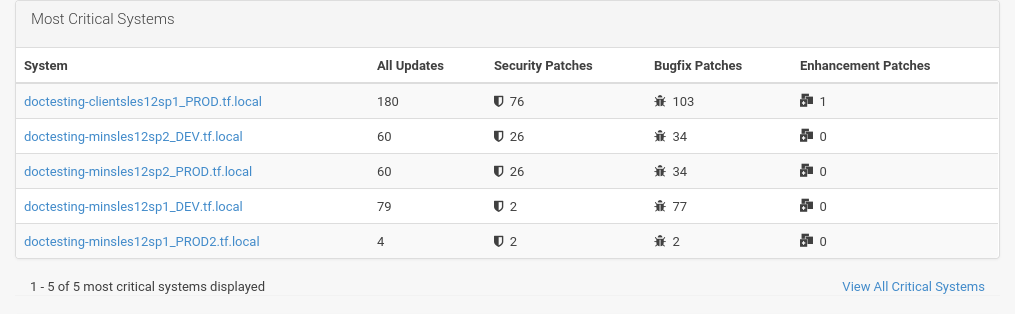 Most Critical Systems
System All Updates Security Patches Bugfix Patches Enhancement Patches
doctesting-clientsles12sp1_PROD.tf.local 180 76 103 1
doctesting-minsles12sp2_DEV.tf.local 60 26 34 0
doctesting-minsles12sp2_PROD.tf.local 60 26 34 0
doctesting-minsles12sp1_DEV.tf.local 79 2 77 0
doctesting-minsles12sp1_PROD2.tf.local 4 2 2 0
1 - 5 of 5 most critical systems displayed View All Critical Systems